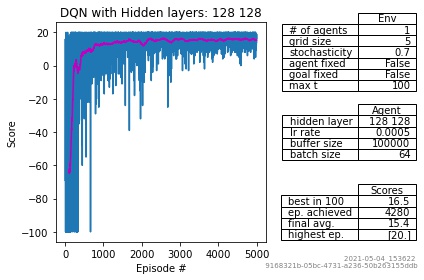 DQN with Hidden layers: 128 128
20
0
−20
−40
−60
−80
−100
Score
0 1000 2000 3000 4000 5000
Episode #
Env
# of agents 1
grid size 5
stochasticity 0.7
agent fixed False
goal fixed False
max t 100
Agent
hidden layer 128 128
lr rate 0.0005
buffer size 100000
batch size 64
Scores
best in 100 16.5
ep. achieved 4280
final avg. 15.4
highest ep. [20.]
2021-05-04_153622
9168321b-05bc-4731-a236-50b263155ddb